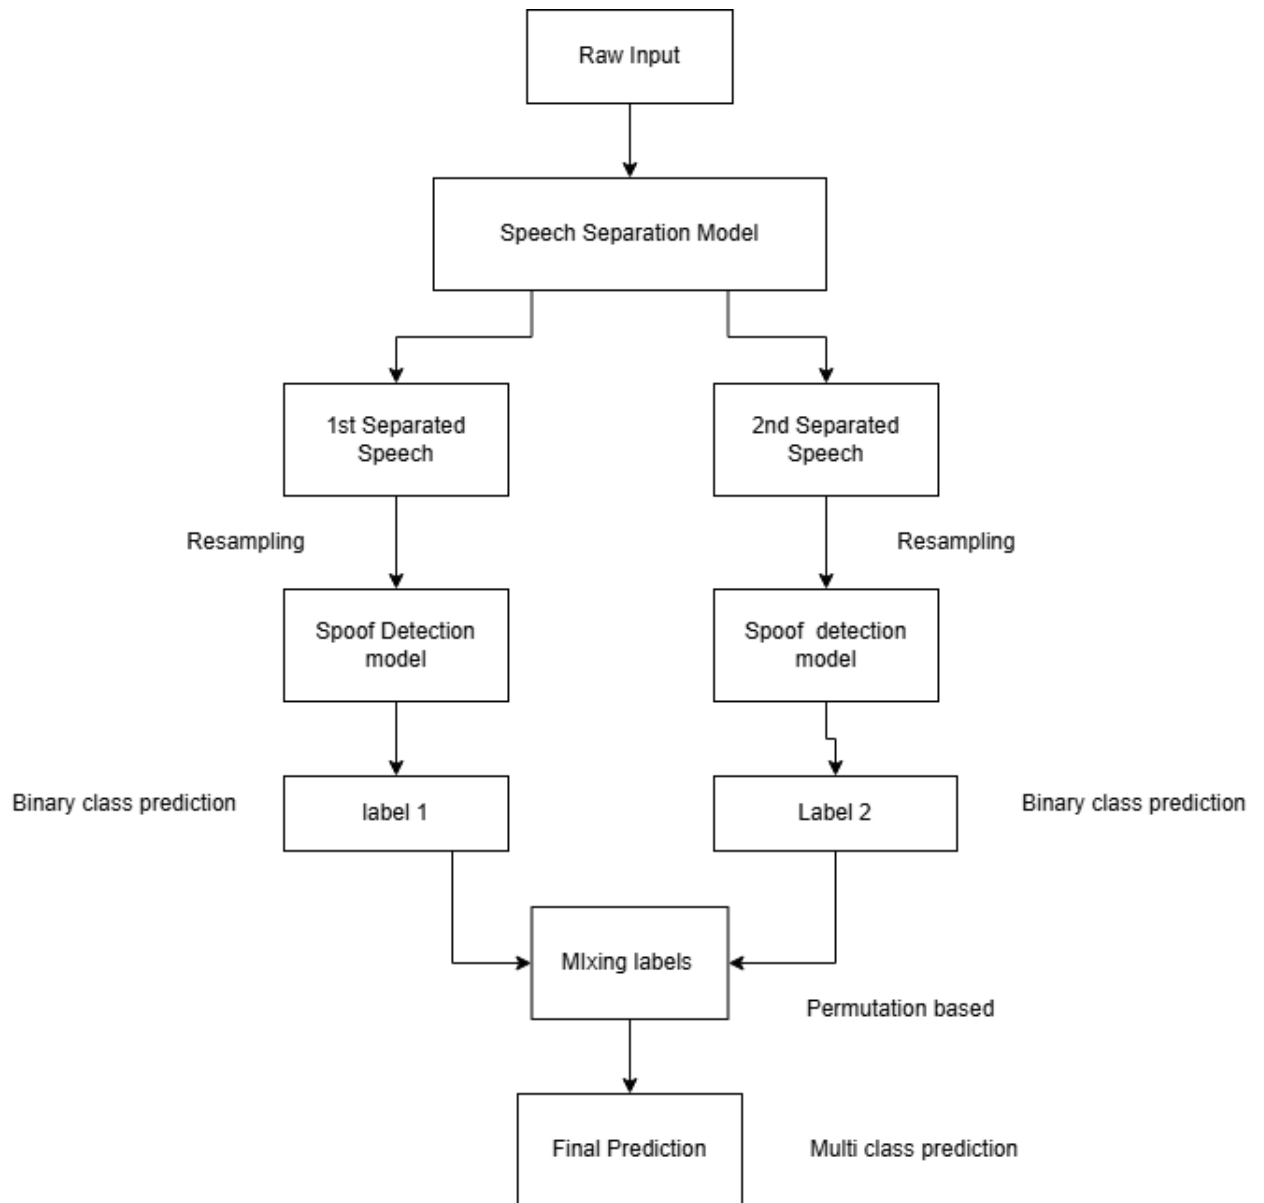 Raw Input
Speech Separation Model
1st Separated
Speech
2nd Separated
Speech
Resampling
Resampling
Spoof Detection
model
Spoof  detection
model
Binary class prediction
label 1
Label 2
Binary class prediction
MIxing labels
Permutation based
Final Prediction
Multi class prediction